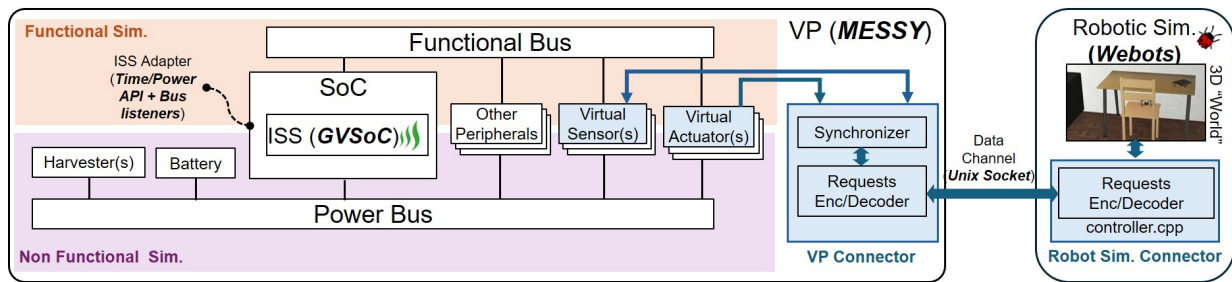 Functional Sim.
Functional Bus
VP (MESSY)
ISS Adapter
(Time/Power
API + Bus
listeners)
SoC
ISS (GVSoC)
Other
Peripherals
Virtual
Sensor(s)
Virtual
Actuator(s)
Harvester(s)
Battery
Power Bus
Non Functional Sim.
Synchronizer
Requests
Enc/Decoder
VP Connector
Data
Channel
(Unix Socket)
Robotic Sim.
(Webots)
3D "World"
Requests
Enc/Decoder
controller.cpp
Robot Sim. Connector